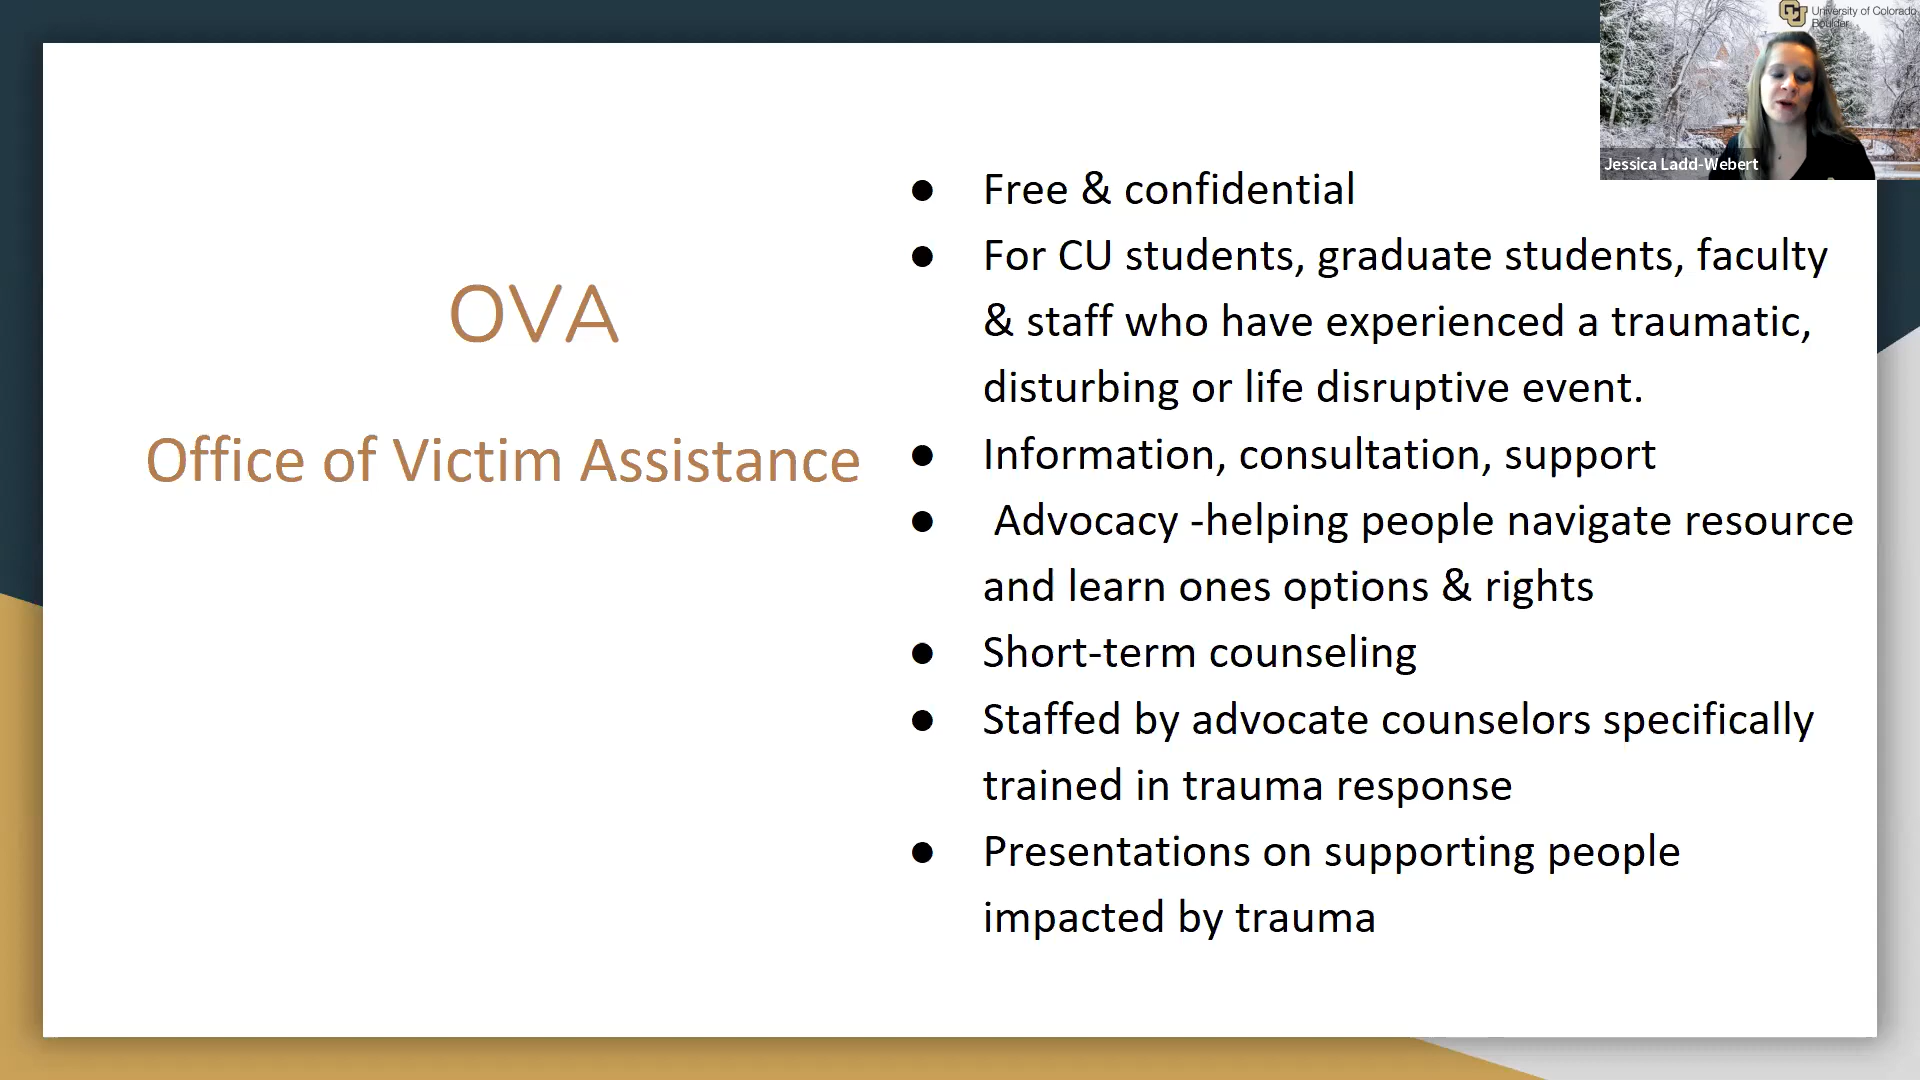 University of Colorado
Boulder
Jessica Ladd-Webert
OVA
Office of Victim Assistance
● Free & confidential
● For CU students, graduate students, faculty
& staff who have experienced a traumatic,
disturbing or life disruptive event.
● Information, consultation, support
● Advocacy -helping people navigate resource
and learn ones options & rights
● Short-term counseling
● Staffed by advocate counselors specifically
trained in trauma response
● Presentations on supporting people
impacted by trauma